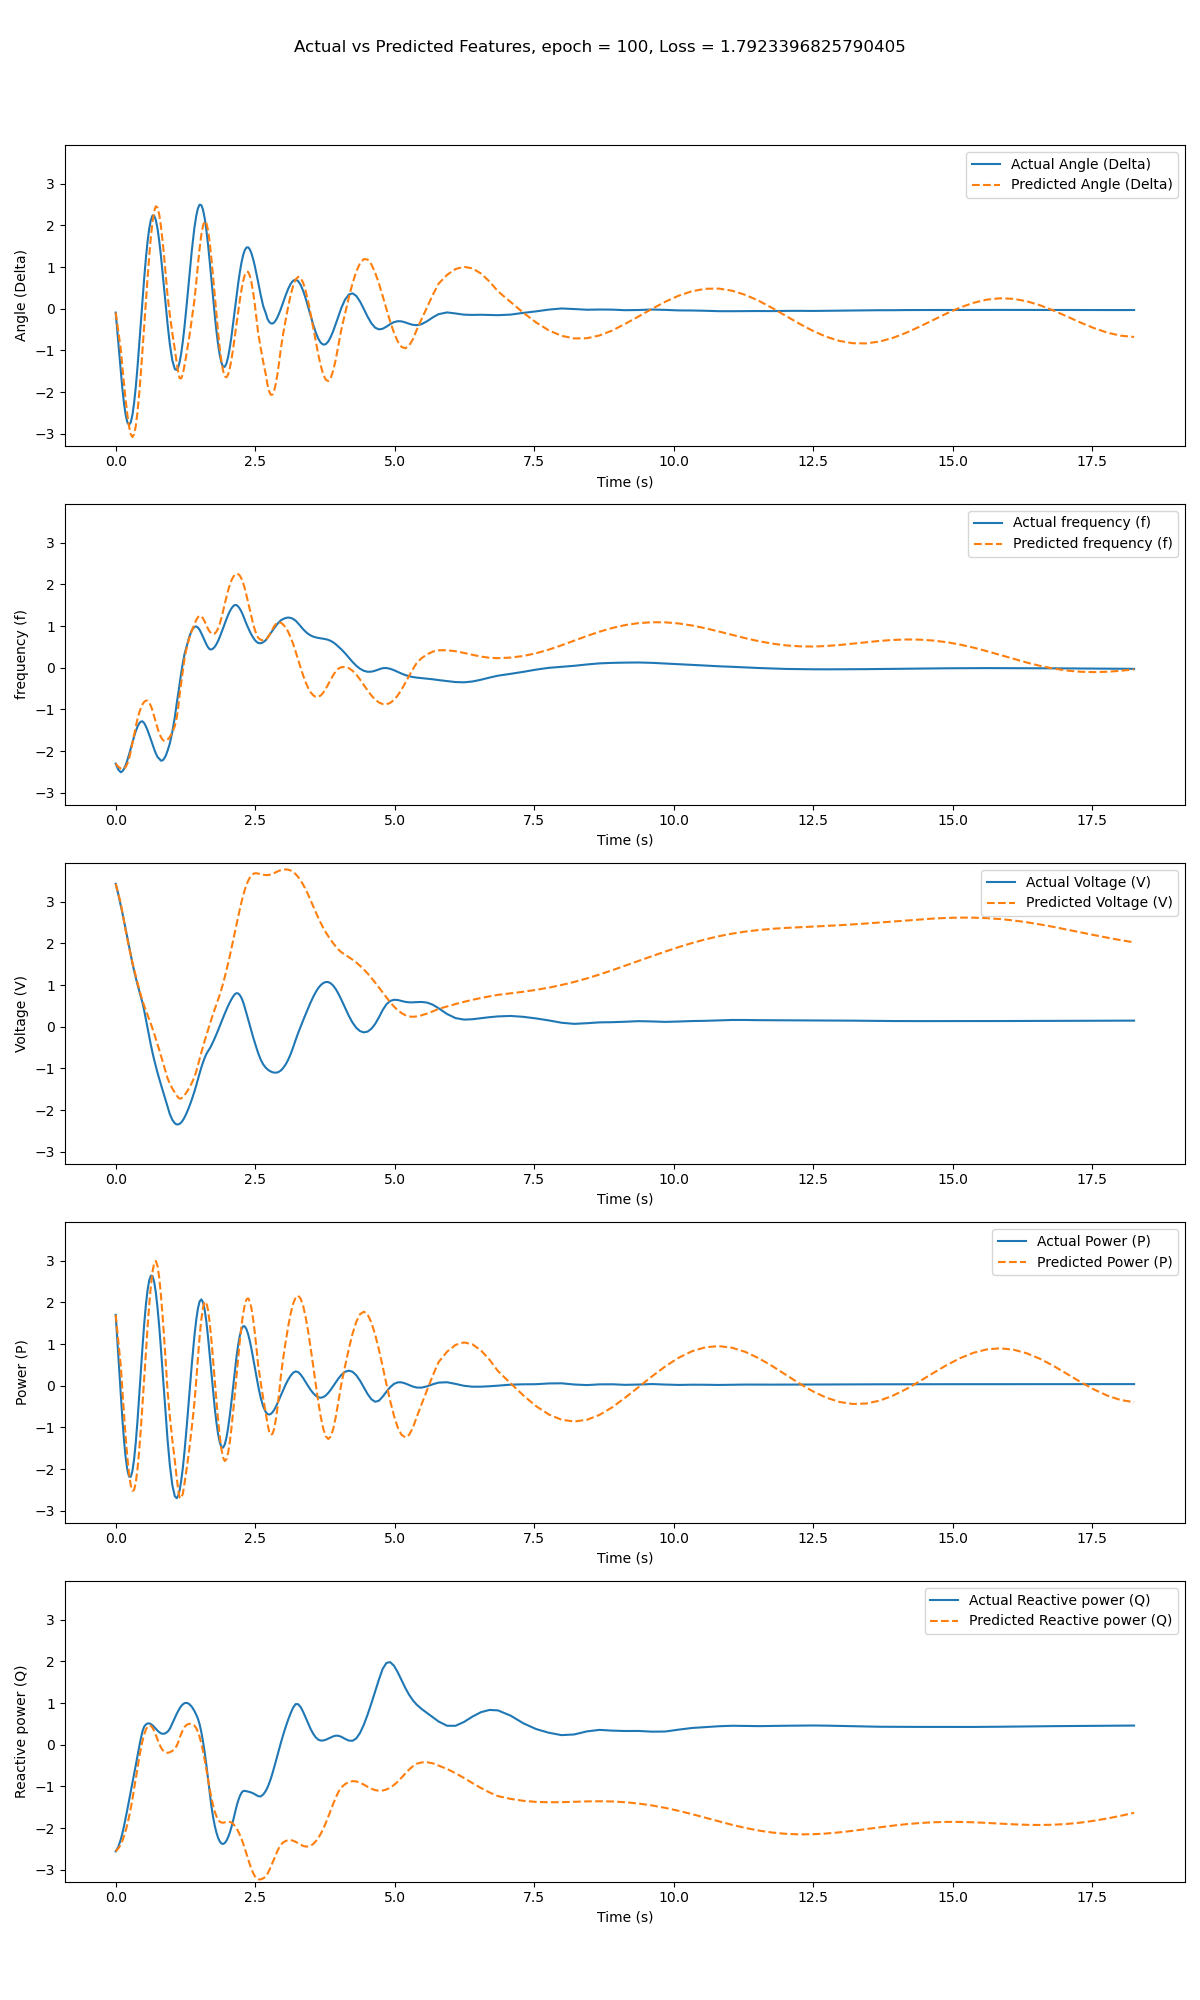 Actual vs Predicted Features, epoch = 100, Loss = 1.7923396825790405
Actual Angle (Delta)
Predicted Angle (Delta)
Angle (Delta)
3
2
1
0
−1
−2
−3
0.0 2.5 5.0 7.5 10.0 12.5 15.0 17.5
Time (s)
Actual frequency (f)
Predicted frequency (f)
frequency (f)
3
2
1
0
−1
−2
−3
0.0 2.5 5.0 7.5 10.0 12.5 15.0 17.5
Time (s)
Actual Voltage (V)
Predicted Voltage (V)
Voltage (V)
3
2
1
0
−1
−2
−3
0.0 2.5 5.0 7.5 10.0 12.5 15.0 17.5
Time (s)
Actual Power (P)
Predicted Power (P)
Power (P)
3
2
1
0
−1
−2
−3
0.0 2.5 5.0 7.5 10.0 12.5 15.0 17.5
Time (s)
Actual Reactive power (Q)
Predicted Reactive power (Q)
Reactive power (Q)
3
2
1
0
−1
−2
−3
0.0 2.5 5.0 7.5 10.0 12.5 15.0 17.5
Time (s)